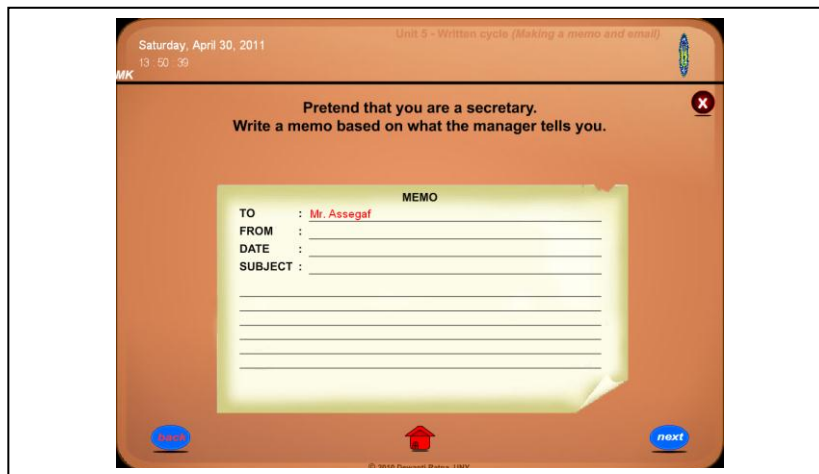 Unit 5 - Written cycle (Making a memo and email)
Saturday, April 30, 2011
13 : 50 : 39
MK
X
Pretend that you are a secretary.
Write a memo based on what the manager tells you.
MEMO
TO : Mr. Assegaf
FROM :
DATE :
SUBJECT :
back
next